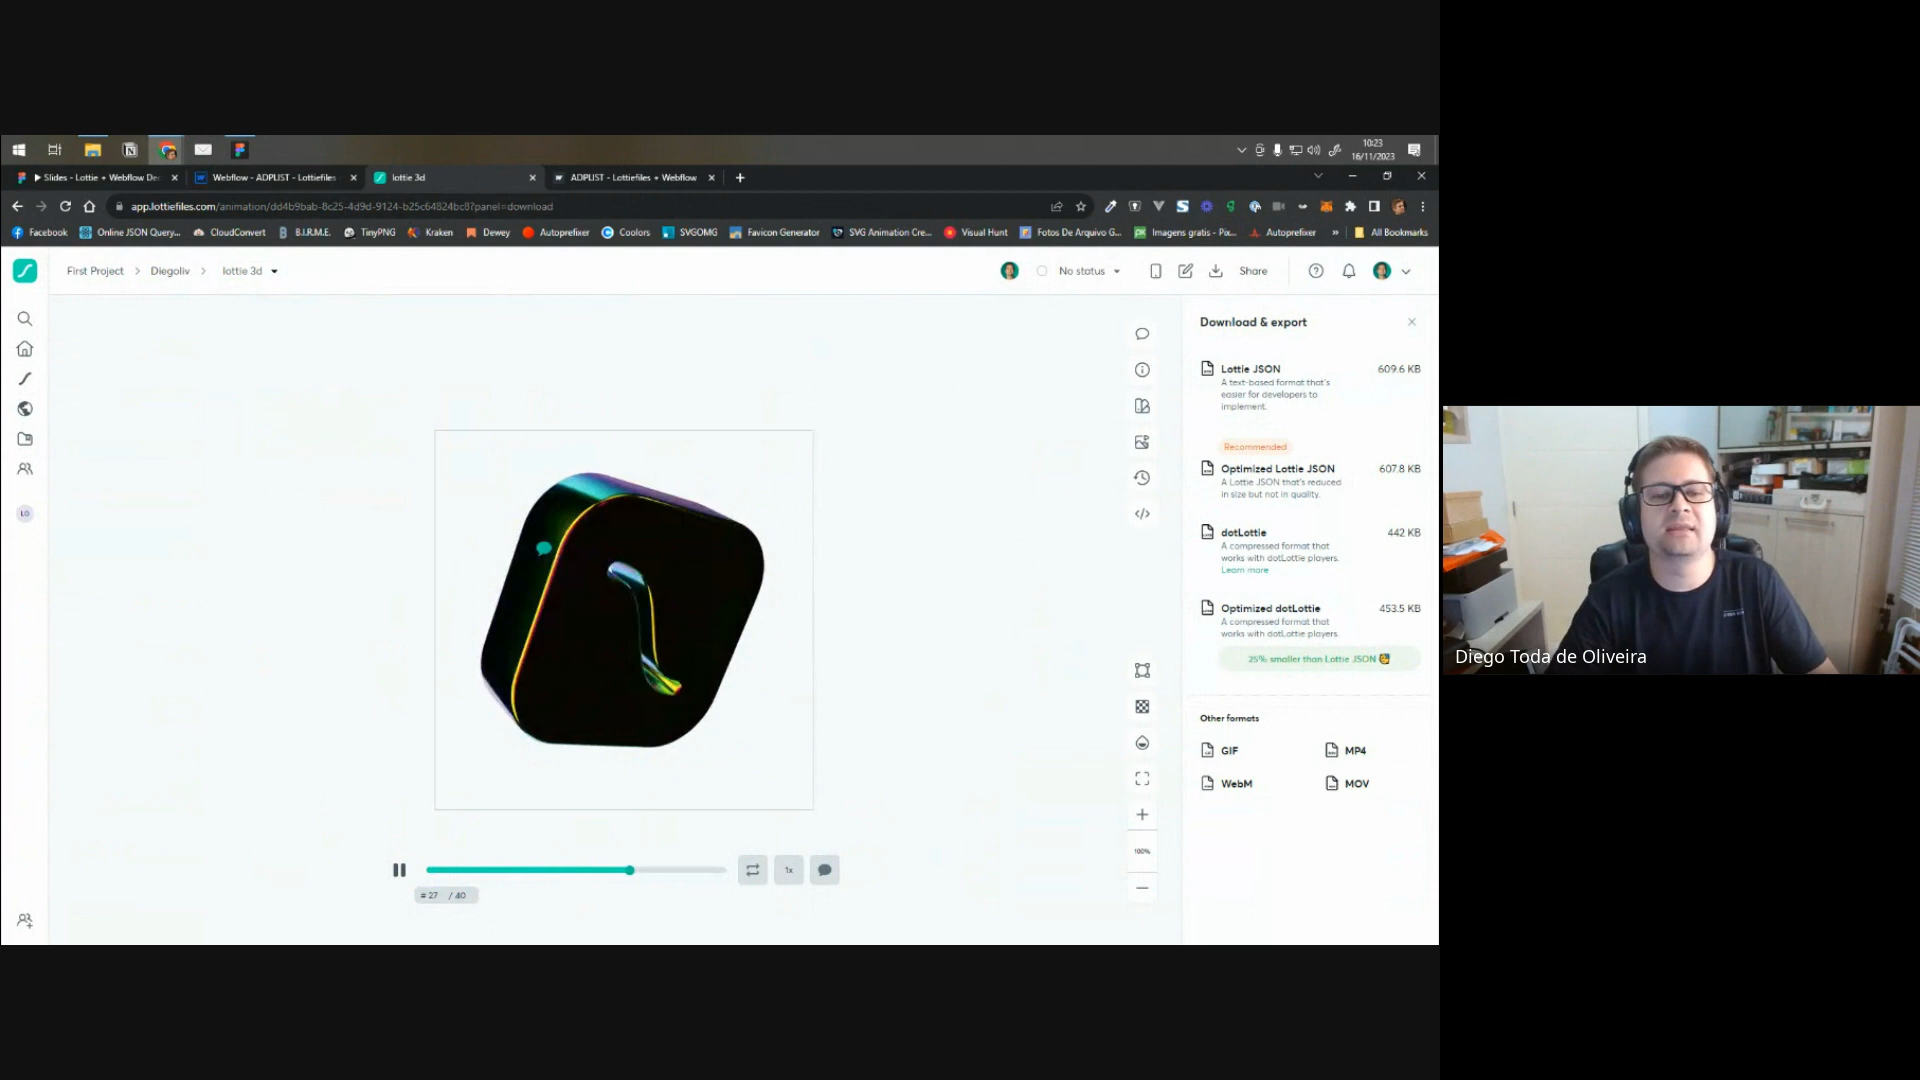 10:23
16/11/2023
Slides - Lottie + Webflow De
Webflow - ADPLIST - Lottiefiles
lottie 3d
ADPLIST - Lottiefiles + Webflow
app.lottiefiles.com/animation/dd4b9bab-8c25-4d9d-9124-b25c64824bc8?panel=download
Facebook
Online JSON Query...
CloudConvert
B.I.R.M.E.
TinyPNG
Kraken
Dewey
Autoprefixer
Coolors
SVGOMG
Favicon Generator
SVG Animation Cre...
Visual Hunt
Fotos De Arquivo G...
Imagens gratis - Pix...
Autoprefixer
»
All Bookmarks
First Project > Diegoliv > lottie 3d
No status
Share
LO
Download & export
Lottie JSON 609.6 KB
A text-based format that's
easier for developers to
implement.
Recommended
Optimized Lottie JSON 607.8 KB
A Lottie JSON that's reduced
in size but not in quality.
dotLottie 442 KB
A compressed format that
works with dotLottie players.
Learn more
Optimized dotLottie 453.5 KB
A compressed format that
works with dotLottie players.
25% smaller than Lottie JSON
Other formats
GIF
MP4
WebM
MOV
100%
1x
# 27 / 40
Diego Toda de Oliveira